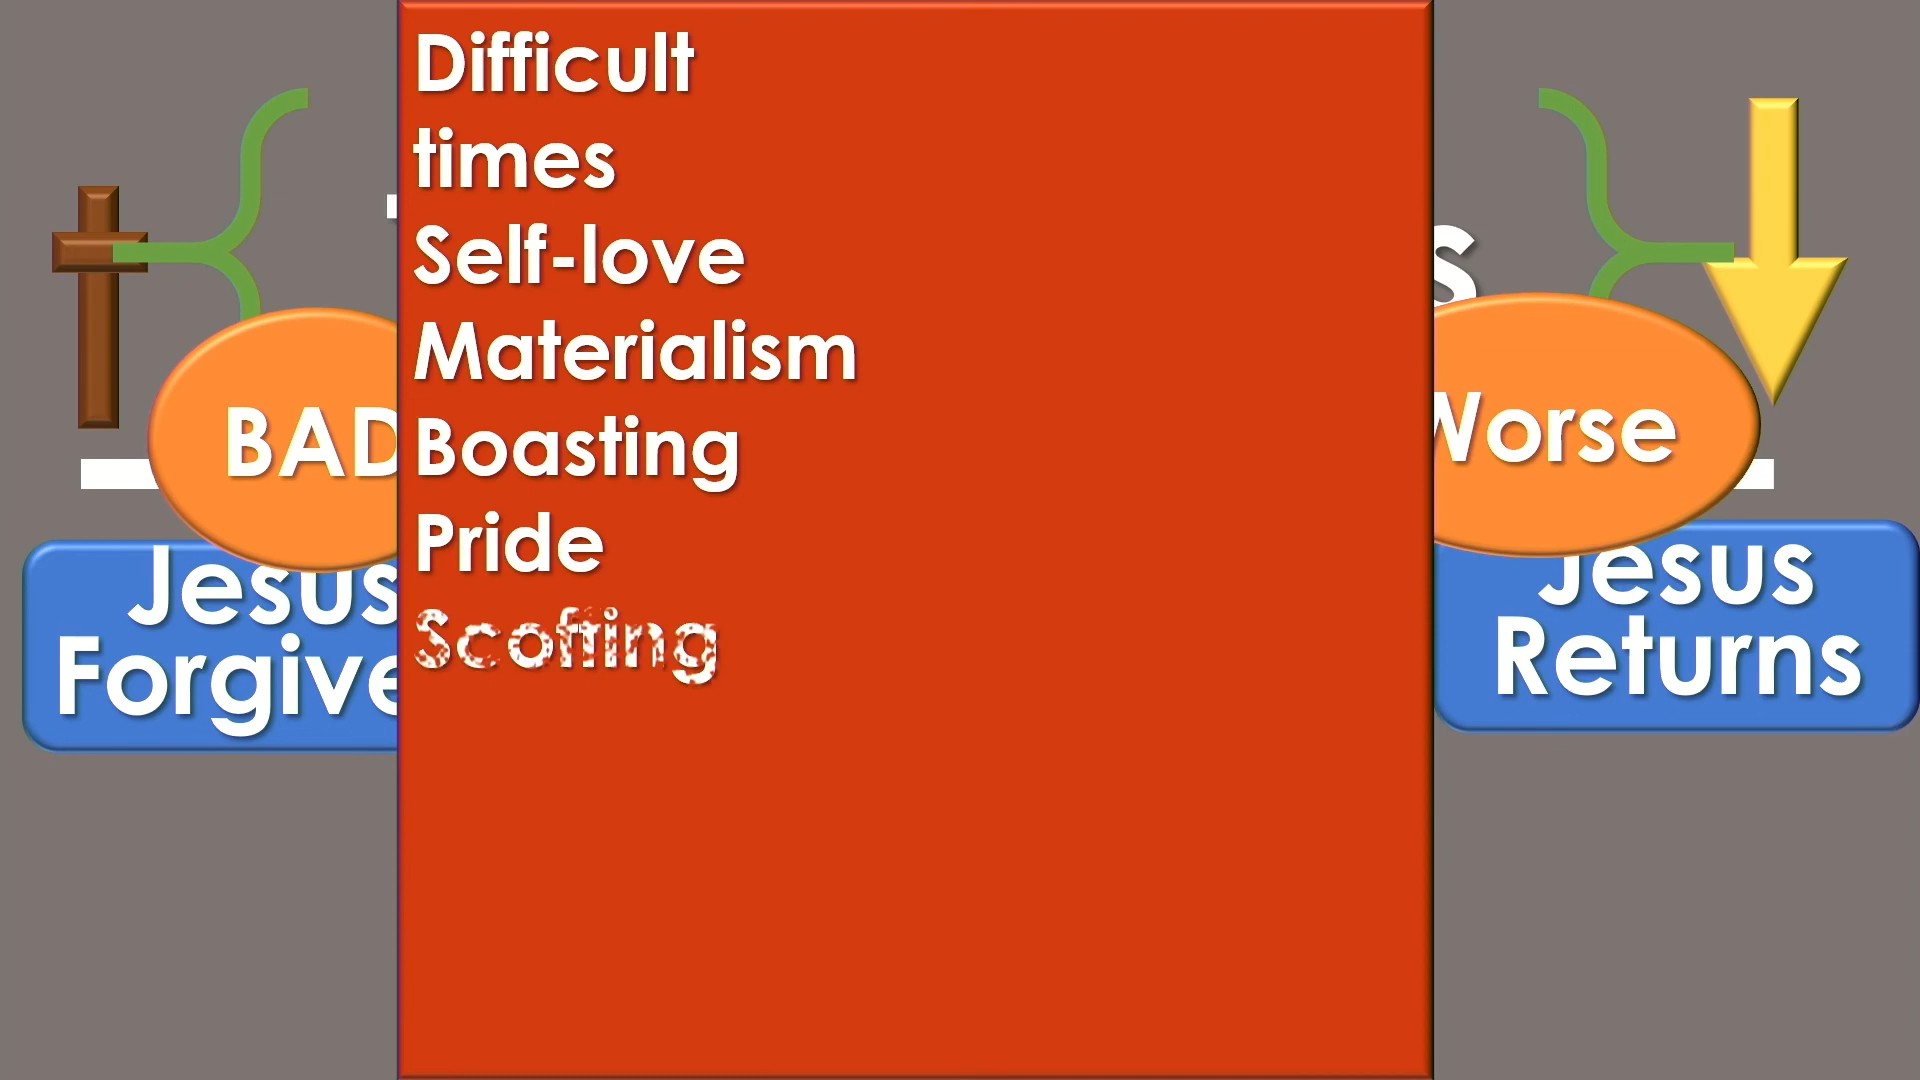 Difficult
times
Self-love
Materialism
Boasting
Pride
Scoffing
BAD
Worse
Jesus
Forgive
Jesus
Returns